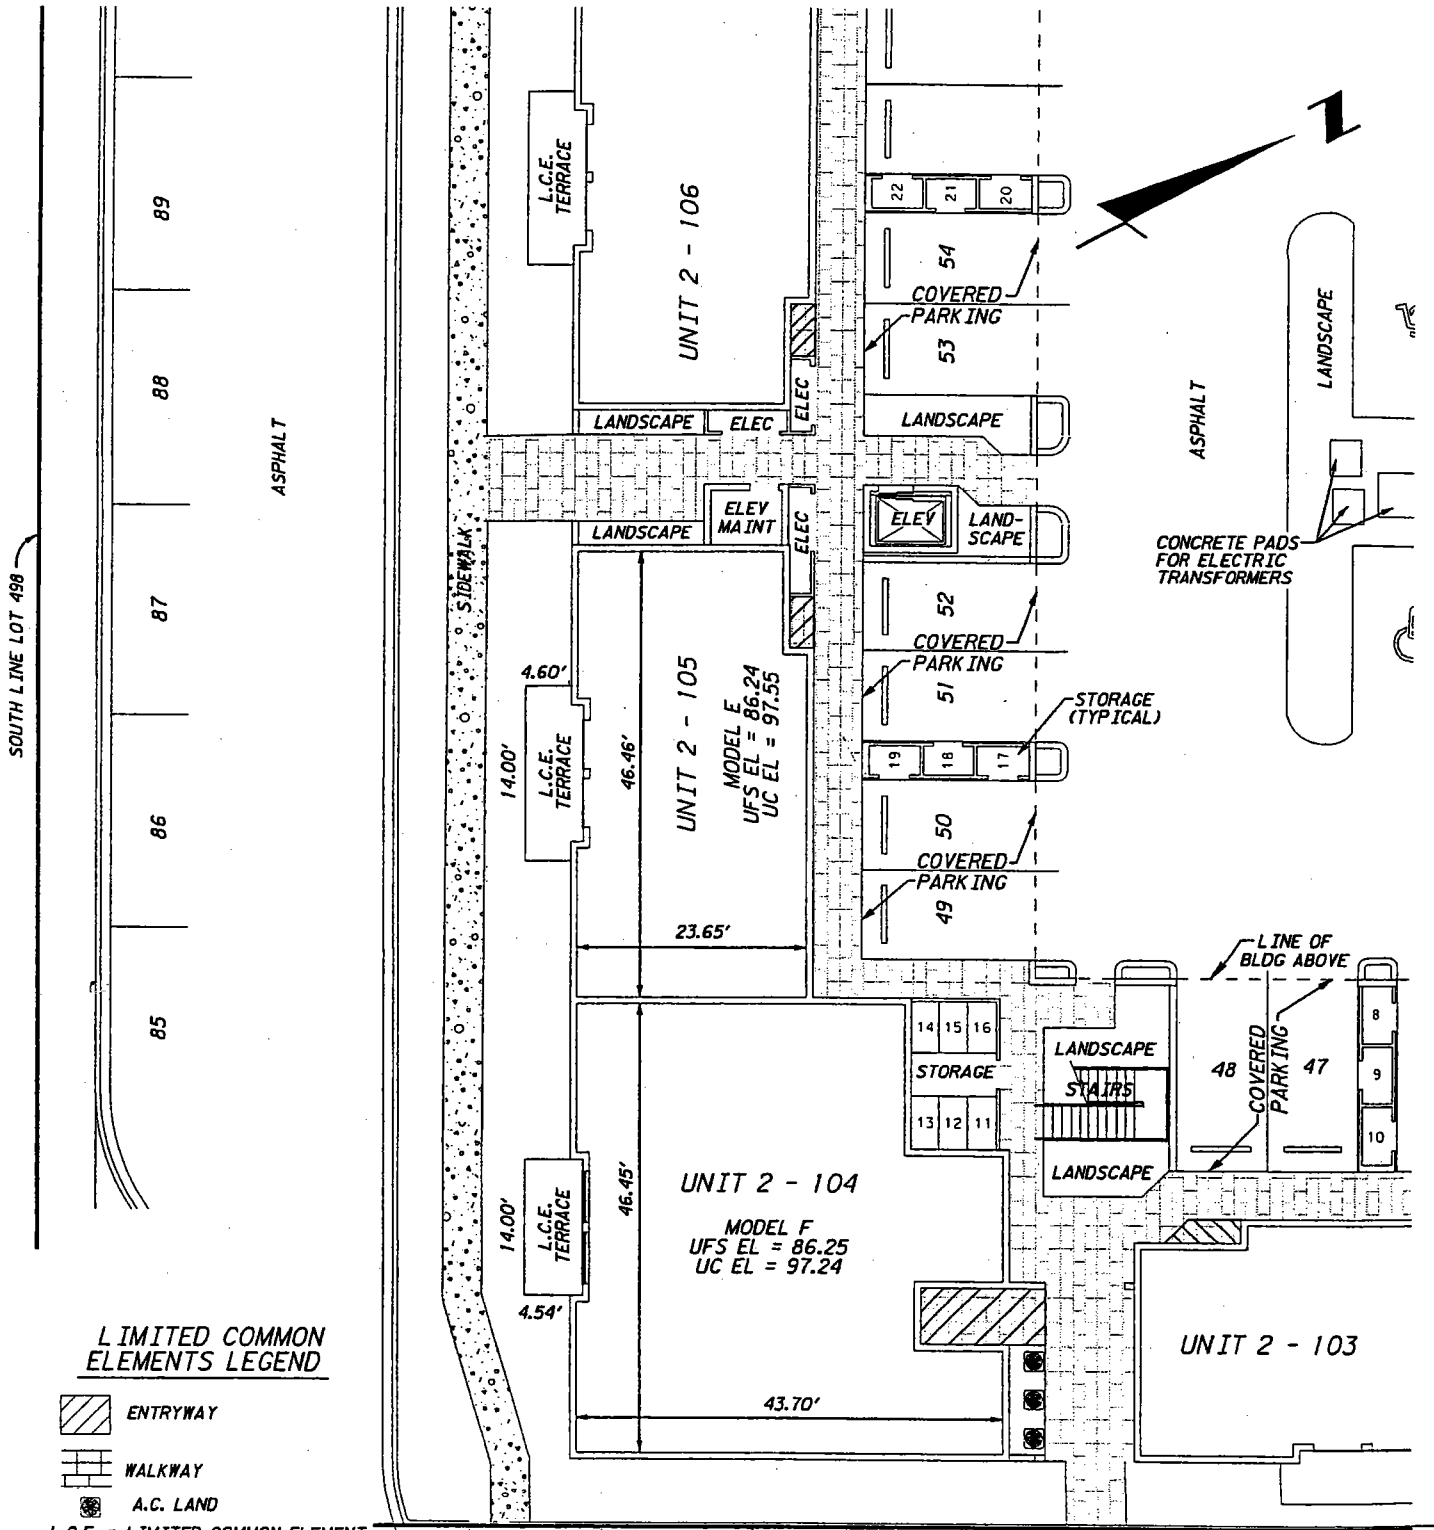 SOUTH LINE LOT 498
89
88
87
86
85
ASPHALT
SIDEWALK
L.C.E.
TERRACE
UNIT 2 - 106
22
21
20
54
COVERED
PARKING
53
LANDSCAPE
ELEC
ELEC
LANDSCAPE
ELEV
MAINT
ELEC
LANDSCAPE
ELEV
LAND-
SCAPE
ASPHALT
LANDSCAPE
N
CONCRETE PADS
FOR ELECTRIC
TRANSFORMERS
52
COVERED
PARKING
51
STORAGE
(TYPICAL)
19
18
17
50
COVERED
PARKING
49
4.60'
14.00'
L.C.E.
TERRACE
46.46'
UNIT 2 - 105
MODEL E
UFS EL = 86.24
UC EL = 97.55
23.65'
LINE OF
BLDG ABOVE
14
15
16
STORAGE
13
12
11
LANDSCAPE
STAIRS
LANDSCAPE
48
COVERED
PARKING
47
8
9
10
14.00'
L.C.E.
TERRACE
4.54'
46.45'
UNIT 2 - 104
MODEL F
UFS EL = 86.25
UC EL = 97.24
43.70'
UNIT 2 - 103
LIMITED COMMON
ELEMENTS LEGEND
ENTRYWAY
WALKWAY
A.C. LAND
L.C.E. = LIMITED COMMON ELEMENT